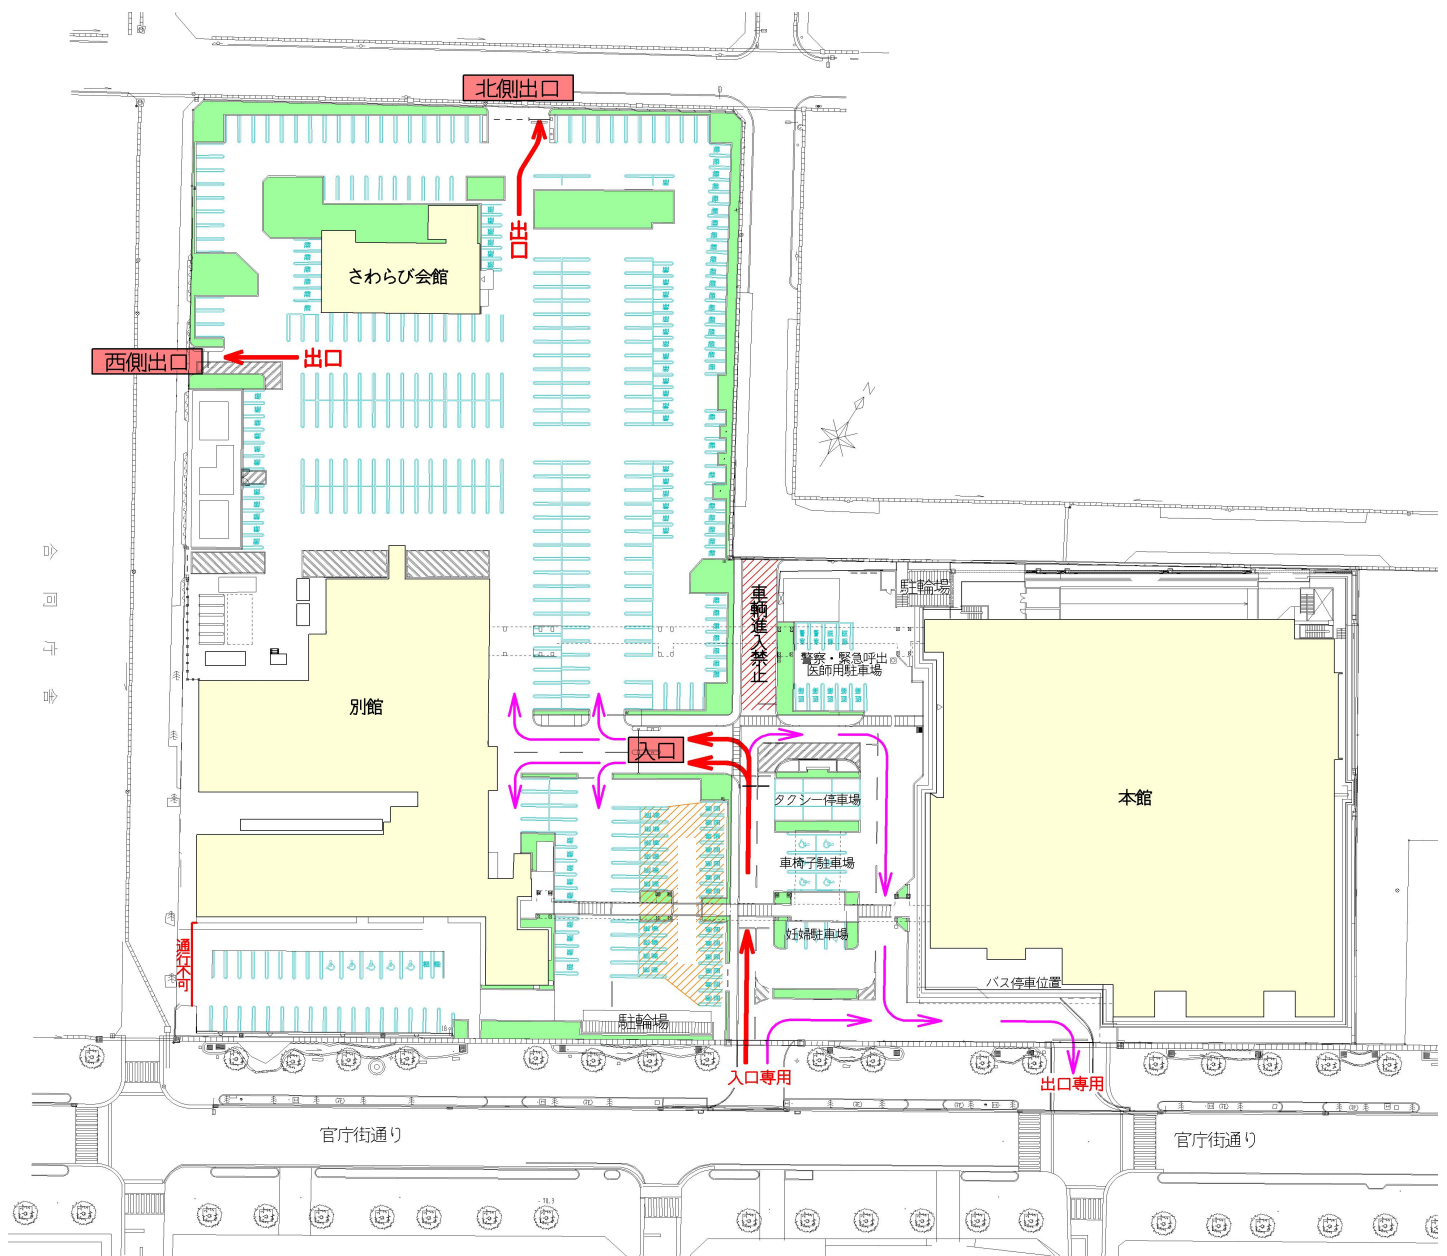 北側出口
出口
さわらび会館
西側出口
出口
N
合同庁舎
車輌進入禁止
駐輪場
警察・緊急呼出
医師用駐車場
別館
入口
本館
タクシー停車場
車椅子駐車場
妊婦駐車場
通行不可
バス停車位置
駐輪場
入口専用
出口専用
官庁街通り
官庁街通り